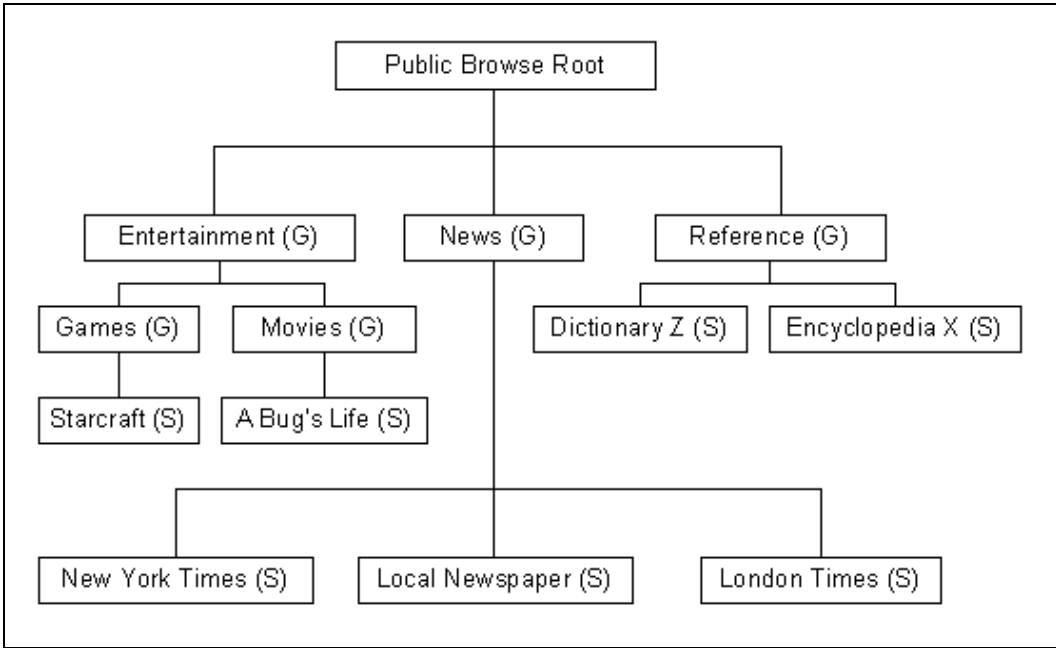 Public Browse Root
Entertainment (G)
News (G)
Reference (G)
Games (G)
Movies (G)
Dictionary Z (S)
Encyclopedia X (S)
Starcraft (S)
A Bug's Life (S)
New York Times (S)
Local Newspaper (S)
London Times (S)